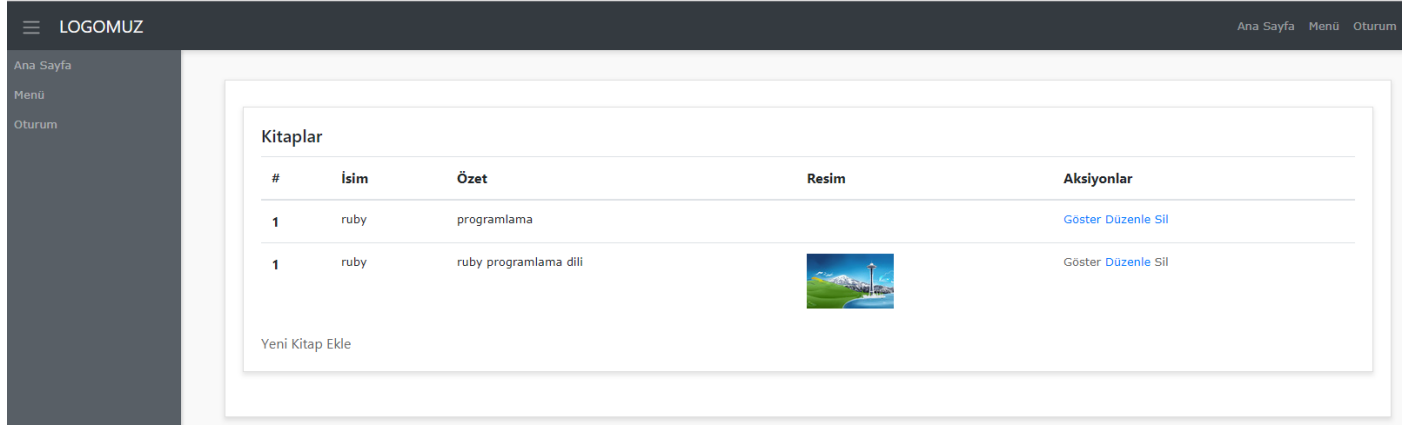 LOGOMUZ
Ana Sayfa Menü Oturum
Ana Sayfa
Menü
Oturum
Kitaplar
# İsim Özet Resim Aksiyonlar
1 ruby programlama Göster Düzenle Sil
1 ruby ruby programlama dili Göster Düzenle Sil
Yeni Kitap Ekle